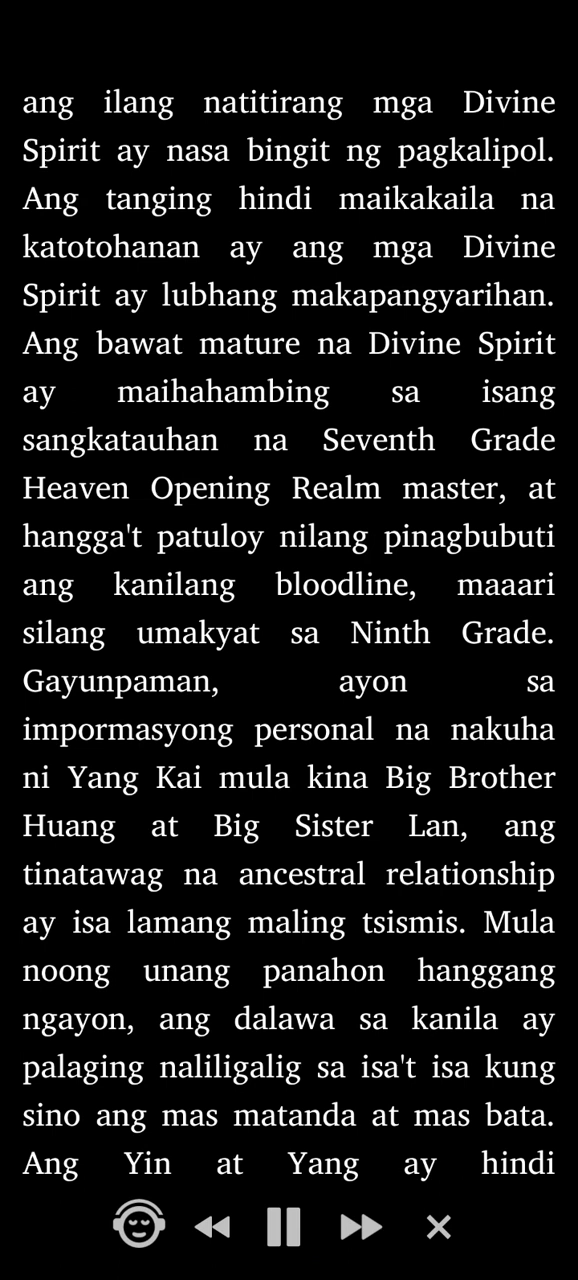 ang ilang natitirang mga Divine
Spirit ay nasa bingit ng pagkalipol.
Ang tanging hindi maikakaila na
katotohanan ay ang mga Divine
Spirit ay lubhang makapangyarihan.
Ang bawat mature na Divine Spirit
ay maihahambing sa isang
sangkatauhan na Seventh Grade
Heaven Opening Realm master, at
hangga't patuloy nilang pinagbubuti
ang kanilang bloodline, maaari
silang umakyat sa Ninth Grade.
Gayunpaman, ayon sa
impormasyong personal na nakuha
ni Yang Kai mula kina Big Brother
Huang at Big Sister Lan, ang
tinatawag na ancestral relationship
ay isa lamang maling tsismis. Mula
noong unang panahon hanggang
ngayon, ang dalawa sa kanila ay
palaging naliligalig sa isa't isa kung
sino ang mas matanda at mas bata.
Ang Yin at Yang ay hindi